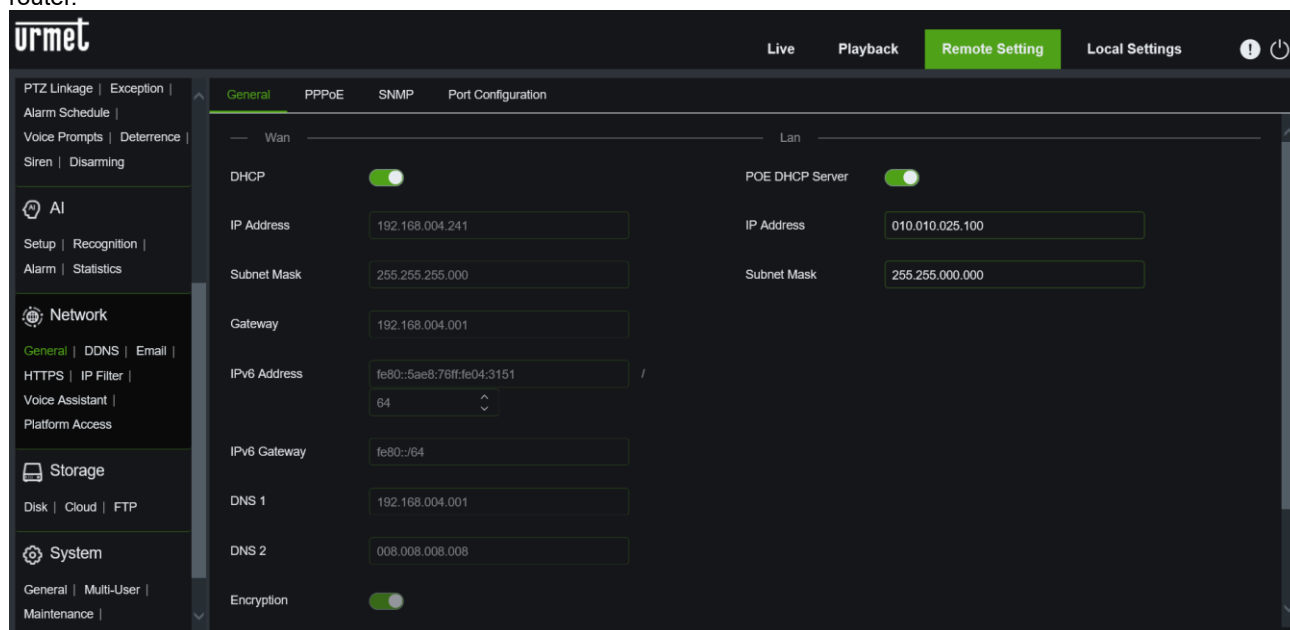 router.
urmet
Live Playback Remote Setting Local Settings
PTZ Linkage | Exception |
Alarm Schedule |
Voice Prompts | Deterrence |
Siren | Disarming
AI
Setup | Recognition |
Alarm | Statistics
Network
General | DDNS | Email |
HTTPS | IP Filter |
Voice Assistant |
Platform Access
Storage
Disk | Cloud | FTP
System
General | Multi-User |
Maintenance |
General PPPoE SNMP Port Configuration
Wan
DHCP
IP Address 192.168.004.241
Subnet Mask 255.255.255.000
Gateway 192.168.004.001
IPv6 Address fe80::5ae8:76ff:fe04:3151 /
64
IPv6 Gateway fe80::/64
DNS 1 192.168.004.001
DNS 2 008.008.008.008
Encryption
Lan
POE DHCP Server
IP Address 010.010.025.100
Subnet Mask 255.255.000.000